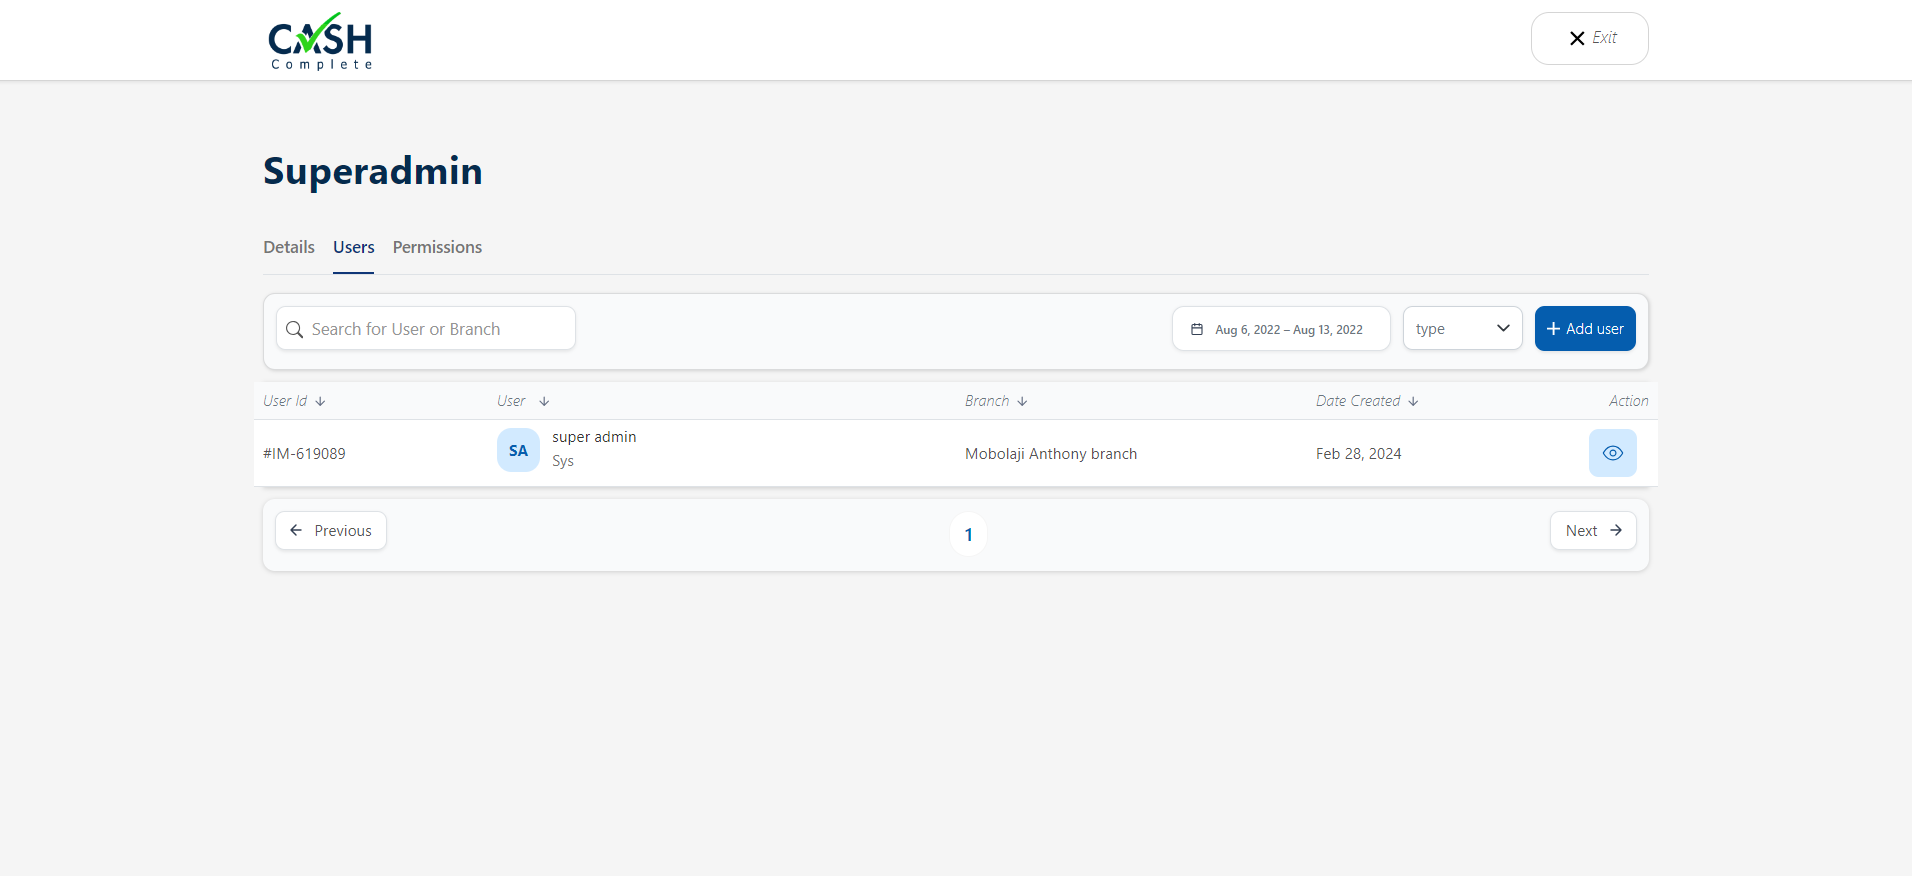 CASH
Complete
Exit
Superadmin
Details Users Permissions
Search for User or Branch
Aug 6, 2022 – Aug 13, 2022
type
Add user
User Id User Branch Date Created Action
#IM-619089 SA super admin Mobolaji Anthony branch Feb 28, 2024
Sys
Previous 1 Next